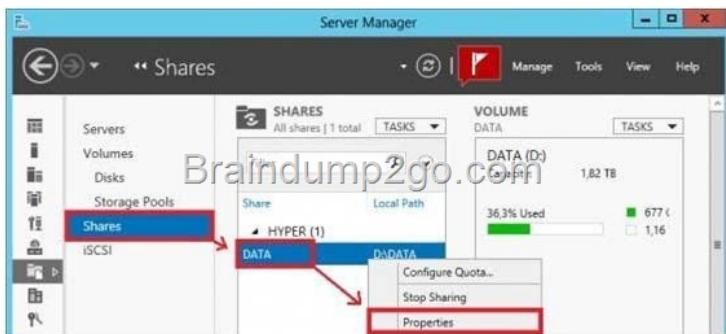 Server Manager
Shares
Manage Tools View Help
Servers
Volumes
Disks
Storage Pools
Shares
iSCSI
SHARES
All shares | 1 total
TASKS
Share
Local Path
HYPER (1)
DATA
D:\DATA
VOLUME
DATA
TASKS
DATA (D:)
Capacity:
1,82 TB
36,3% Used
677
1,16
Configure Quota...
Stop Sharing
Properties
Braindump2go.com